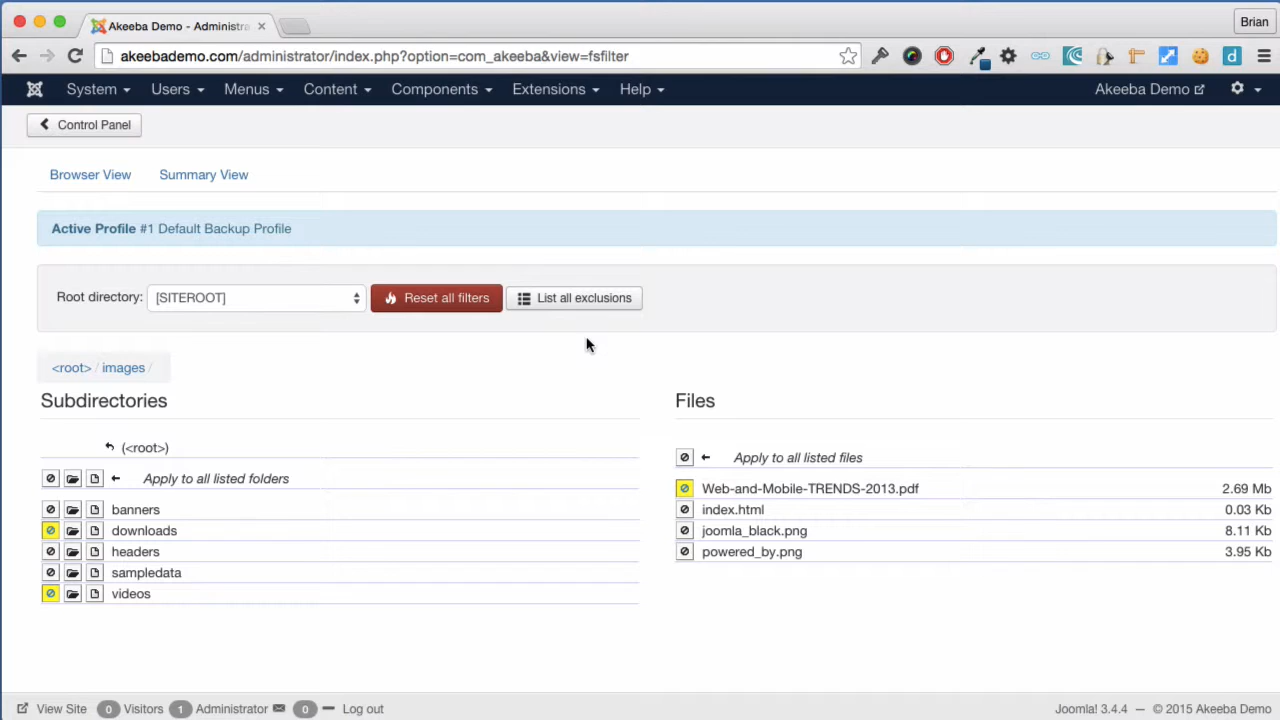 Akeeba Demo - Administra
Brian
akeebademo.com/administrator/index.php?option=com_akeeba&view=fsfilter
System Users Menus Content Components Extensions Help Akeeba Demo
Control Panel
Browser View Summary View
Active Profile #1 Default Backup Profile
Root directory: [SITEROOT] Reset all filters List all exclusions
<root> / images /
Subdirectories
(<root>)
Apply to all listed folders
banners
downloads
headers
sampledata
videos
Files
Apply to all listed files
Web-and-Mobile-TRENDS-2013.pdf 2.69 Mb
index.html 0.03 Kb
joomla_black.png 8.11 Kb
powered_by.png 3.95 Kb
View Site 0 Visitors 1 Administrator 0 Log out Joomla! 3.4.4 — © 2015 Akeeba Demo